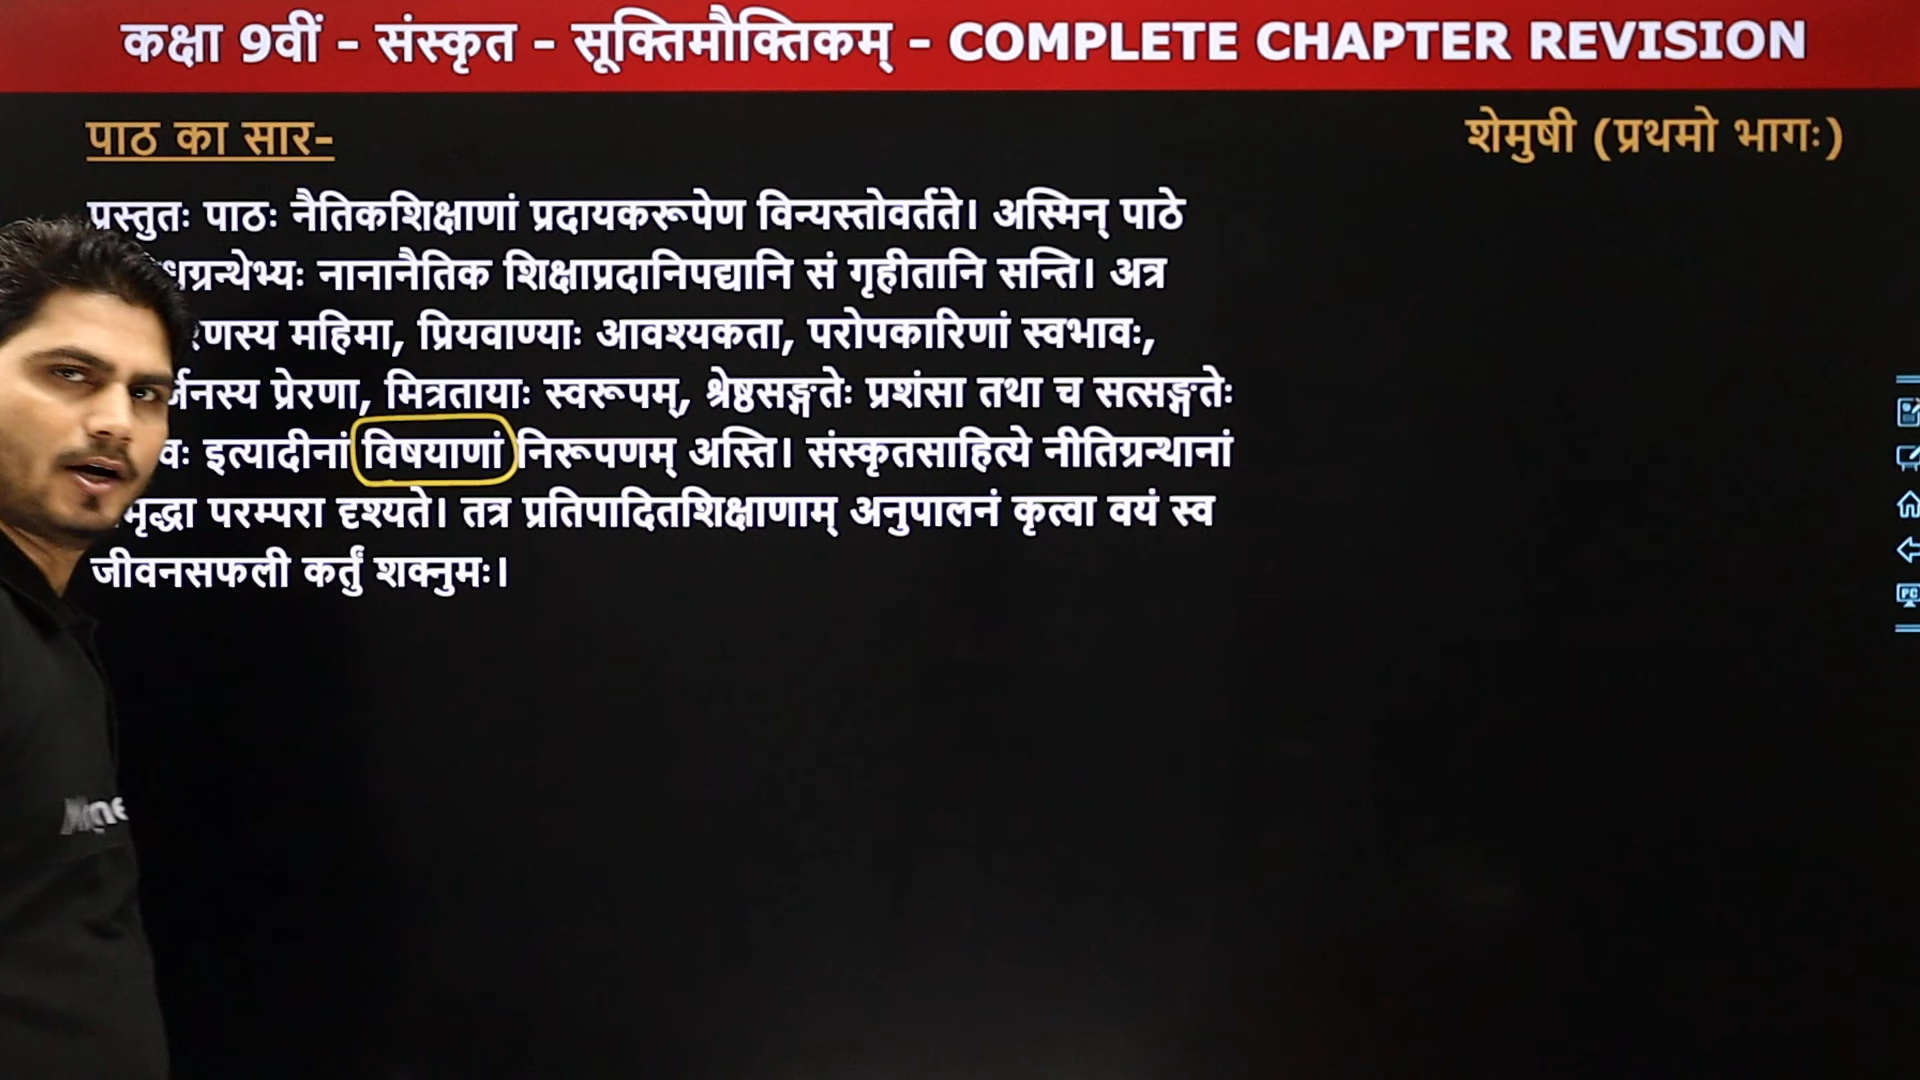 कक्षा 9वीं - संस्कृत - सूक्तिमौक्तिकम् - COMPLETE CHAPTER REVISION
पाठ का सार-
शेमुषी (प्रथमो भागः)
प्रस्तुतः पाठः नैतिकशिक्षाणां प्रदायकरूपेण विन्यस्तोवर्तते। अस्मिन् पाठे
नानानैतिक शिक्षाप्रदानिपद्यानि सं गृहीतानि सन्ति। अत्र
महिमा, प्रियवाण्याः आवश्यकता, परोपकारिणां स्वभावः,
प्रेरणा, मित्रतायाः स्वरूपम्, श्रेष्ठसङ्गतेः प्रशंसा तथा च सत्सङ्गतेः
इत्यादीनां विषयाणां निरूपणम् अस्ति। संस्कृतसाहित्ये नीतिग्रन्थानां
परम्परा दृश्यते। तत्र प्रतिपादितशिक्षाणाम् अनुपालनं कृत्वा वयं स्व
जीवनसफली कर्तुं शक्नुमः।
PC